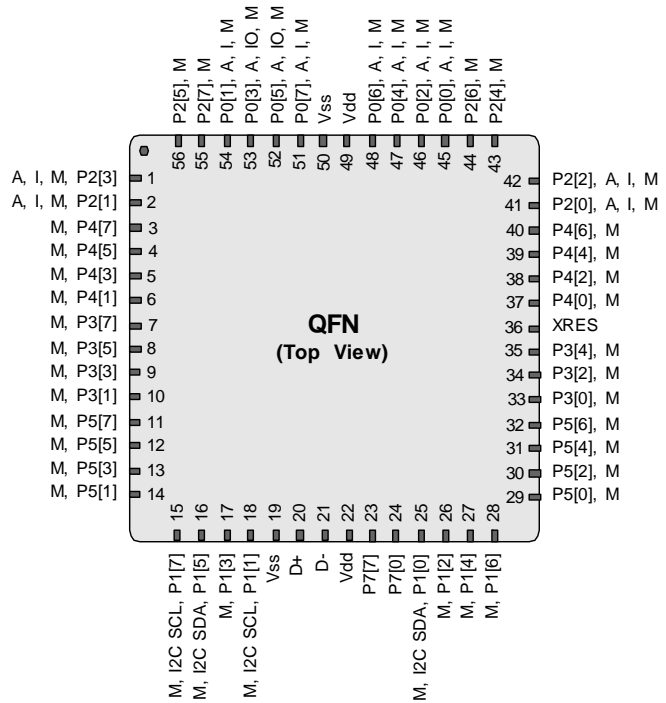 P2[5], M
P2[7], M
P0[1], A, I, M
P0[3], A, IO, M
P0[5], A, IO, M
P0[7], A, I, M
Vss
Vdd
P0[6], A, I, M
P0[4], A, I, M
P0[2], A, I, M
P0[0], A, I, M
P2[6], M
P2[4], M
56
55
54
53
52
51
50
49
48
47
46
45
44
43
A, I, M, P2[3] 1
A, I, M, P2[1] 2
M, P4[7] 3
M, P4[5] 4
M, P4[3] 5
M, P4[1] 6
M, P3[7] 7
M, P3[5] 8
M, P3[3] 9
M, P3[1] 10
M, P5[7] 11
M, P5[5] 12
M, P5[3] 13
M, P5[1] 14
QFN
(Top View)
42 P2[2], A, I, M
41 P2[0], A, I, M
40 P4[6], M
39 P4[4], M
38 P4[2], M
37 P4[0], M
36 XRES
35 P3[4], M
34 P3[2], M
33 P3[0], M
32 P5[6], M
31 P5[4], M
30 P5[2], M
29 P5[0], M
15
16
17
18
19
20
21
22
23
24
25
26
27
28
M, I2C SCL, P1[7]
M, I2C SDA, P1[5]
M, P1[3]
M, I2C SCL, P1[1]
Vss
D+
D-
Vdd
P7[7]
P7[0]
M, I2C SDA, P1[0]
M, P1[2]
M, P1[4]
M, P1[6]